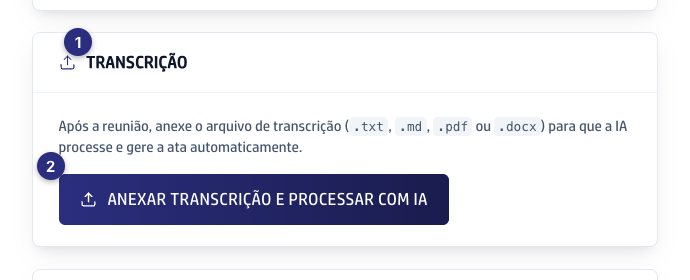 1
TRANSCRIÇÃO
Após a reunião, anexe o arquivo de transcrição ( .txt , .md , .pdf ou .docx ) para que a IA
processe e gere a ata automaticamente.
2
ANEXAR TRANSCRIÇÃO E PROCESSAR COM IA